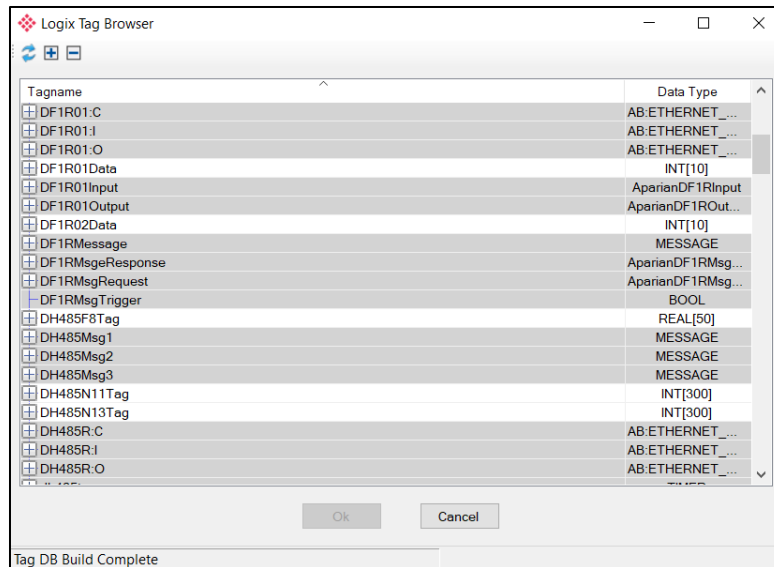 Logix Tag Browser
Tagname Data Type
DF1R01:C AB:ETHERNET_...
DF1R01:I AB:ETHERNET_...
DF1R01:O AB:ETHERNET_...
DF1R01Data INT[10]
DF1R01Input AparianDF1RInput
DF1R01Output AparianDF1ROut...
DF1R02Data INT[10]
DF1RMessage MESSAGE
DF1RMsgeResponse AparianDF1RMsg...
DF1RMsgRequest AparianDF1RMsg...
DF1RMsgTrigger BOOL
DH485F8Tag REAL[50]
DH485Msg1 MESSAGE
DH485Msg2 MESSAGE
DH485Msg3 MESSAGE
DH485N11Tag INT[300]
DH485N13Tag INT[300]
DH485R:C AB:ETHERNET_...
DH485R:I AB:ETHERNET_...
DH485R:O AB:ETHERNET_...
Ok Cancel
Tag DB Build Complete